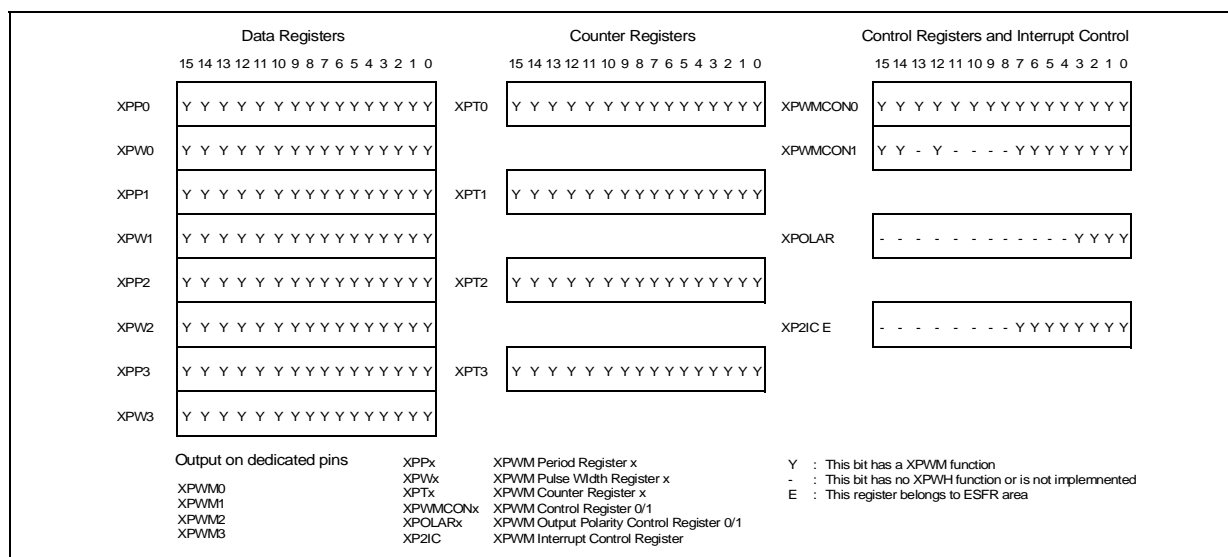 Data Registers Counter Registers Control Registers and Interrupt Control
15 14 13 12 11 10 9 8 7 6 5 4 3 2 1 0 15 14 13 12 11 10 9 8 7 6 5 4 3 2 1 0 15 14 13 12 11 10 9 8 7 6 5 4 3 2 1 0
XPP0 Y Y Y Y Y Y Y Y Y Y Y Y Y Y Y Y XPT0 Y Y Y Y Y Y Y Y Y Y Y Y Y Y Y Y XPWMCON0 Y Y Y Y Y Y Y Y Y Y Y Y Y Y Y Y
XPW0 Y Y Y Y Y Y Y Y Y Y Y Y Y Y Y Y XPWMCON1 Y Y - Y - - - - Y Y Y Y Y Y Y Y
XPP1 Y Y Y Y Y Y Y Y Y Y Y Y Y Y Y Y XPT1 Y Y Y Y Y Y Y Y Y Y Y Y Y Y Y Y
XPW1 Y Y Y Y Y Y Y Y Y Y Y Y Y Y Y Y XPOLAR - - - - - - - - - - - - Y Y Y Y
XPP2 Y Y Y Y Y Y Y Y Y Y Y Y Y Y Y Y XPT2 Y Y Y Y Y Y Y Y Y Y Y Y Y Y Y Y
XPW2 Y Y Y Y Y Y Y Y Y Y Y Y Y Y Y Y XP2IC E - - - - - - - - Y Y Y Y Y Y Y Y
XPP3 Y Y Y Y Y Y Y Y Y Y Y Y Y Y Y Y XPT3 Y Y Y Y Y Y Y Y Y Y Y Y Y Y Y Y
XPW3 Y Y Y Y Y Y Y Y Y Y Y Y Y Y Y Y
Output on dedicated pins
XPWM0
XPWM1
XPWM2
XPWM3
XPPx XPWM Period Register x
XPWx XPWM Pulse Width Register x
XPTx XPWM Counter Register x
XPWMCONx XPWM Control Register 0/1
XPOLARx XPWM Output Polarity Control Register 0/1
XP2IC XPWM Interrupt Control Register
Y : This bit has a XPWM function
- : This bit has no XPWH function or is not implemnented
E : This register belongs to ESFR area